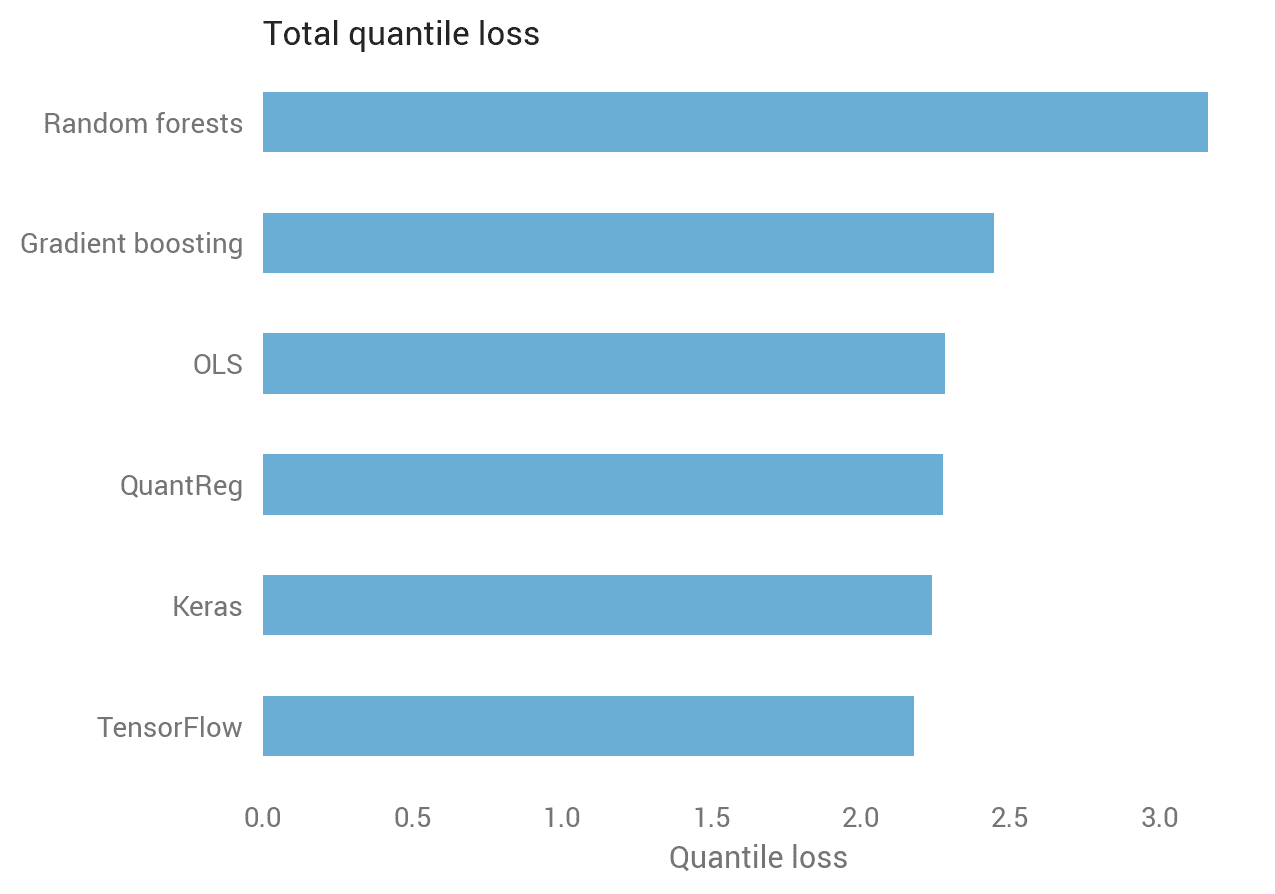 Total quantile loss
Random forests
Gradient boosting
OLS
QuantReg
Keras
TensorFlow
0.0 0.5 1.0 1.5 2.0 2.5 3.0
Quantile loss